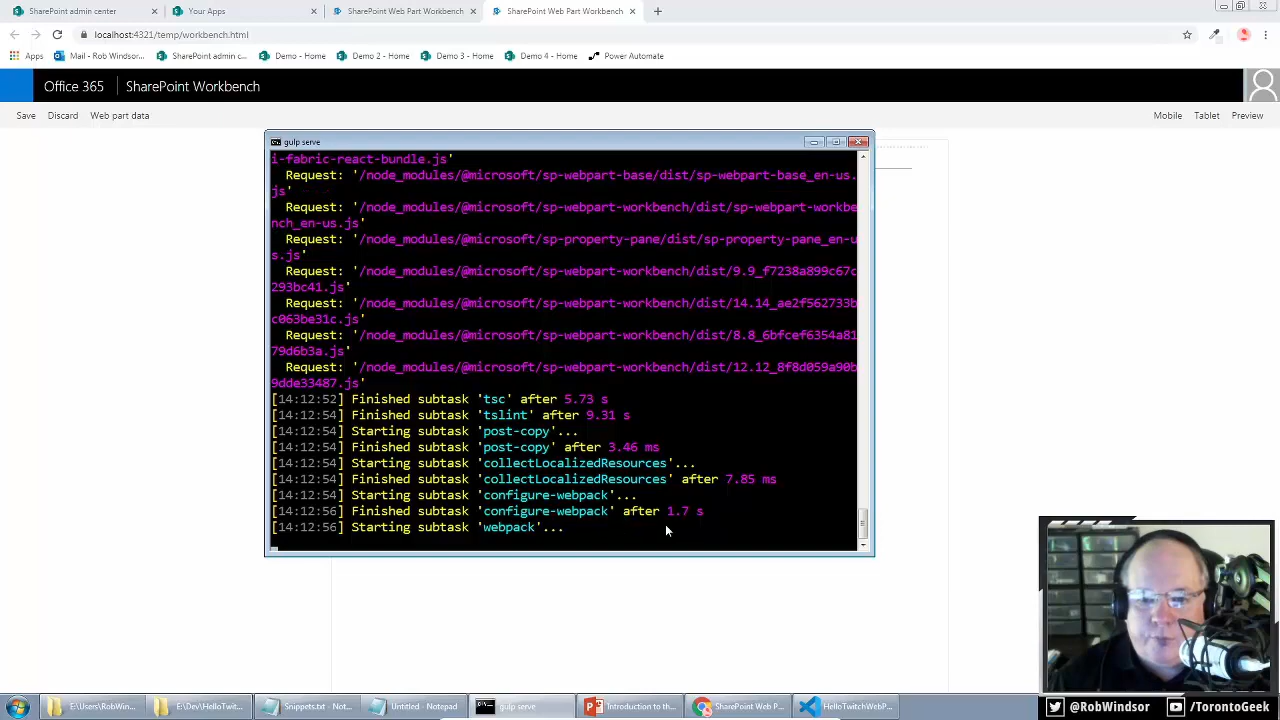 SharePoint admin center
Your Apps
SharePoint Web Part Workbench
SharePoint Web Part Workbench
localhost:4321/temp/workbench.html
Apps
Mail - Rob Windsor...
SharePoint admin c...
Demo - Home
Demo 2 - Home
Demo 3 - Home
Demo 4 - Home
Power Automate
Office 365
SharePoint Workbench
Save
Discard
Web part data
Mobile
Tablet
Preview
gulp serve
i-fabric-react-bundle.js'
Request: '/node_modules/@microsoft/sp-webpart-base/dist/sp-webpart-base_en-us.
js'
Request: '/node_modules/@microsoft/sp-webpart-workbench/dist/sp-webpart-workbe
nch_en-us.js'
Request: '/node_modules/@microsoft/sp-property-pane/dist/sp-property-pane_en-u
s.js'
Request: '/node_modules/@microsoft/sp-webpart-workbench/dist/9.9_f7238a899c67c
293bc41.js'
Request: '/node_modules/@microsoft/sp-webpart-workbench/dist/14.14_ae2f562733b
c063be31c.js'
Request: '/node_modules/@microsoft/sp-webpart-workbench/dist/8.8_6bfcef6354a81
79d6b3a.js'
Request: '/node_modules/@microsoft/sp-webpart-workbench/dist/12.12_8f8d059a90b
9dde33487.js'
[14:12:52] Finished subtask 'tsc' after 5.73 s
[14:12:54] Finished subtask 'tslint' after 9.31 s
[14:12:54] Starting subtask 'post-copy'...
[14:12:54] Finished subtask 'post-copy' after 3.46 ms
[14:12:54] Starting subtask 'collectLocalizedResources'...
[14:12:54] Finished subtask 'collectLocalizedResources' after 7.85 ms
[14:12:54] Starting subtask 'configure-webpack'...
[14:12:56] Finished subtask 'configure-webpack' after 1.7 s
[14:12:56] Starting subtask 'webpack'...
E:\Users\RobWin...
E:\Dev\HelloTwit...
Snippets.txt - Not...
Untitled - Notepad
gulp serve
Introduction to th...
SharePoint Web P...
HelloTwitchWebP...
@RobWindsor
/TorontoGeek